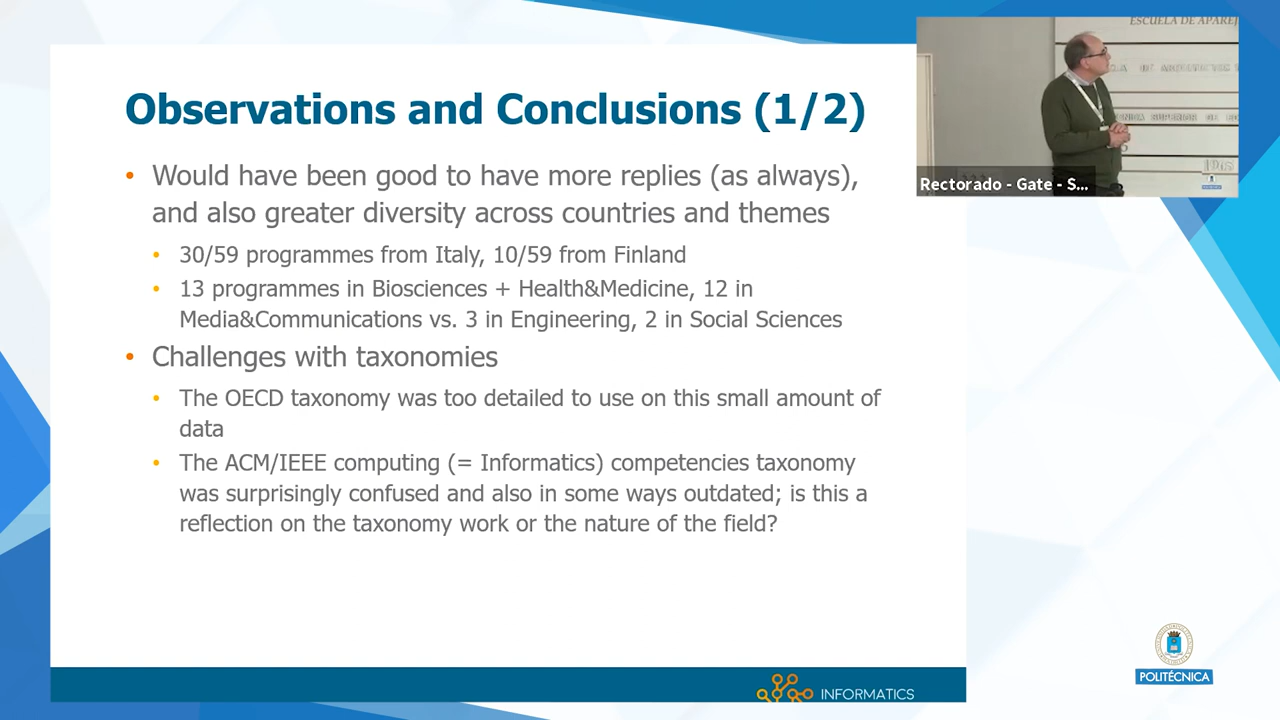 Observations and Conclusions (1/2)
• Would have been good to have more replies (as always),
and also greater diversity across countries and themes
• 30/59 programmes from Italy, 10/59 from Finland
• 13 programmes in Biosciences + Health&Medicine, 12 in
Media&Communications vs. 3 in Engineering, 2 in Social Sciences
• Challenges with taxonomies
• The OECD taxonomy was too detailed to use on this small amount of
data
• The ACM/IEEE computing (= Informatics) competencies taxonomy
was surprisingly confused and also in some ways outdated; is this a
reflection on the taxonomy work or the nature of the field?
INFORMATICS
ESCUELA DE APAREJ
Rectorado - Gate - S...
POLITÉCNICA